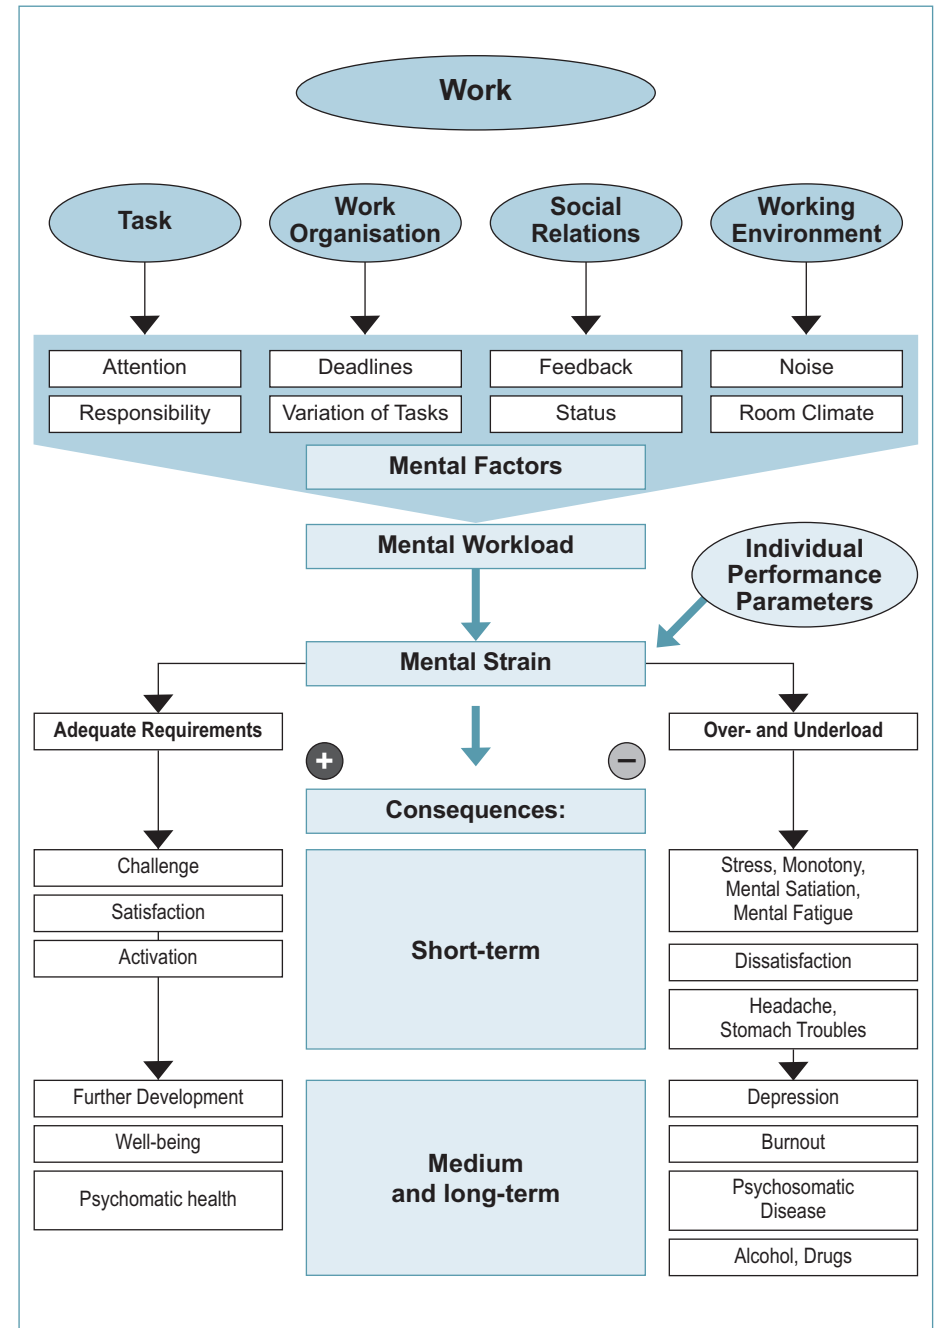 Work
Task
Work
Organisation
Social
Relations
Working
Environment
Attention
Deadlines
Feedback
Noise
Responsibility
Variation of Tasks
Status
Room Climate
Mental Factors
Mental Workload
Individual
Performance
Parameters
Mental Strain
Adequate Requirements
Over- and Underload
+
−
Consequences:
Challenge
Satisfaction
Activation
Short-term
Stress, Monotony,
Mental Satiation,
Mental Fatigue
Dissatisfaction
Headache,
Stomach Troubles
Further Development
Well-being
Psychomatic health
Medium
and long-term
Depression
Burnout
Psychosomatic
Disease
Alcohol, Drugs